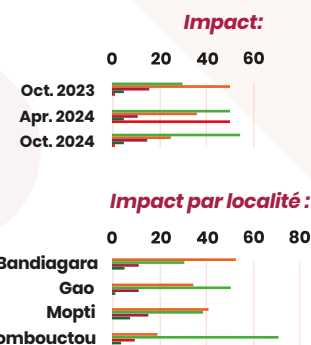 Impact:
0 20 40 60
Oct. 2023
Apr. 2024
Oct. 2024
Impact par localité :
0 20 40 60 80
Bandiagara
Gao
Mopti
ombouctou